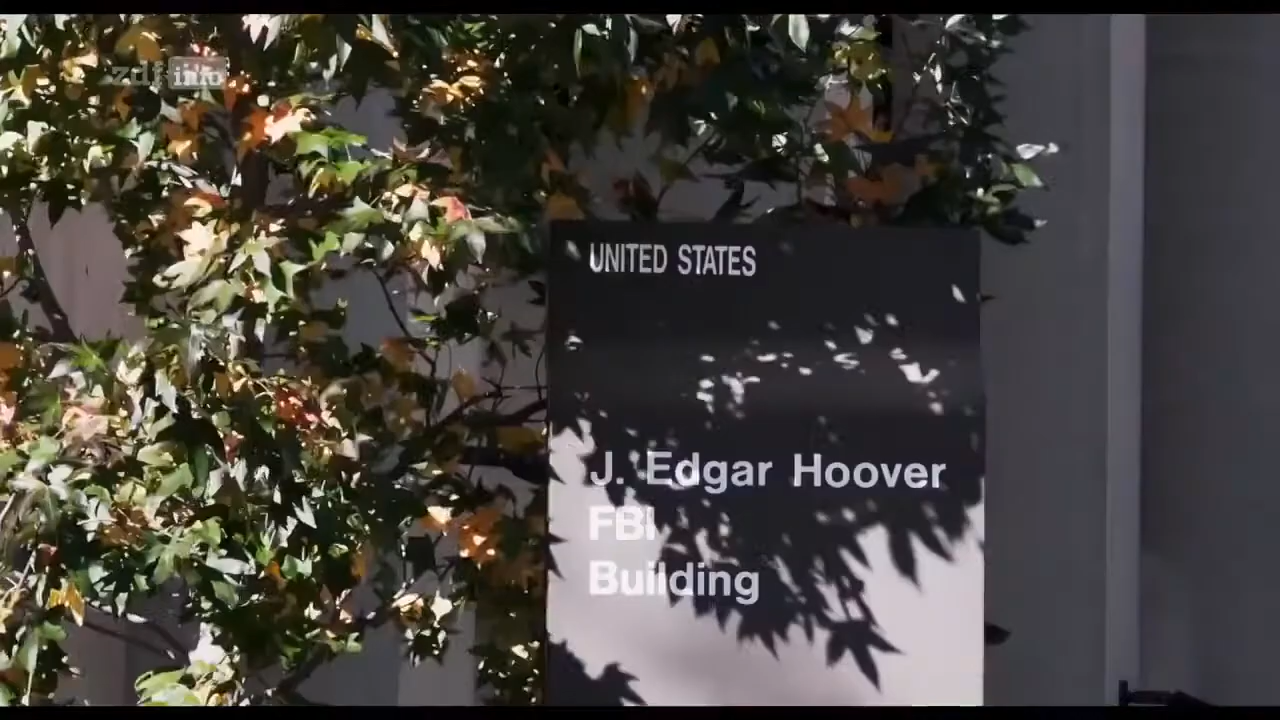 zdf info
UNITED STATES
J. Edgar Hoover
FBI
Building